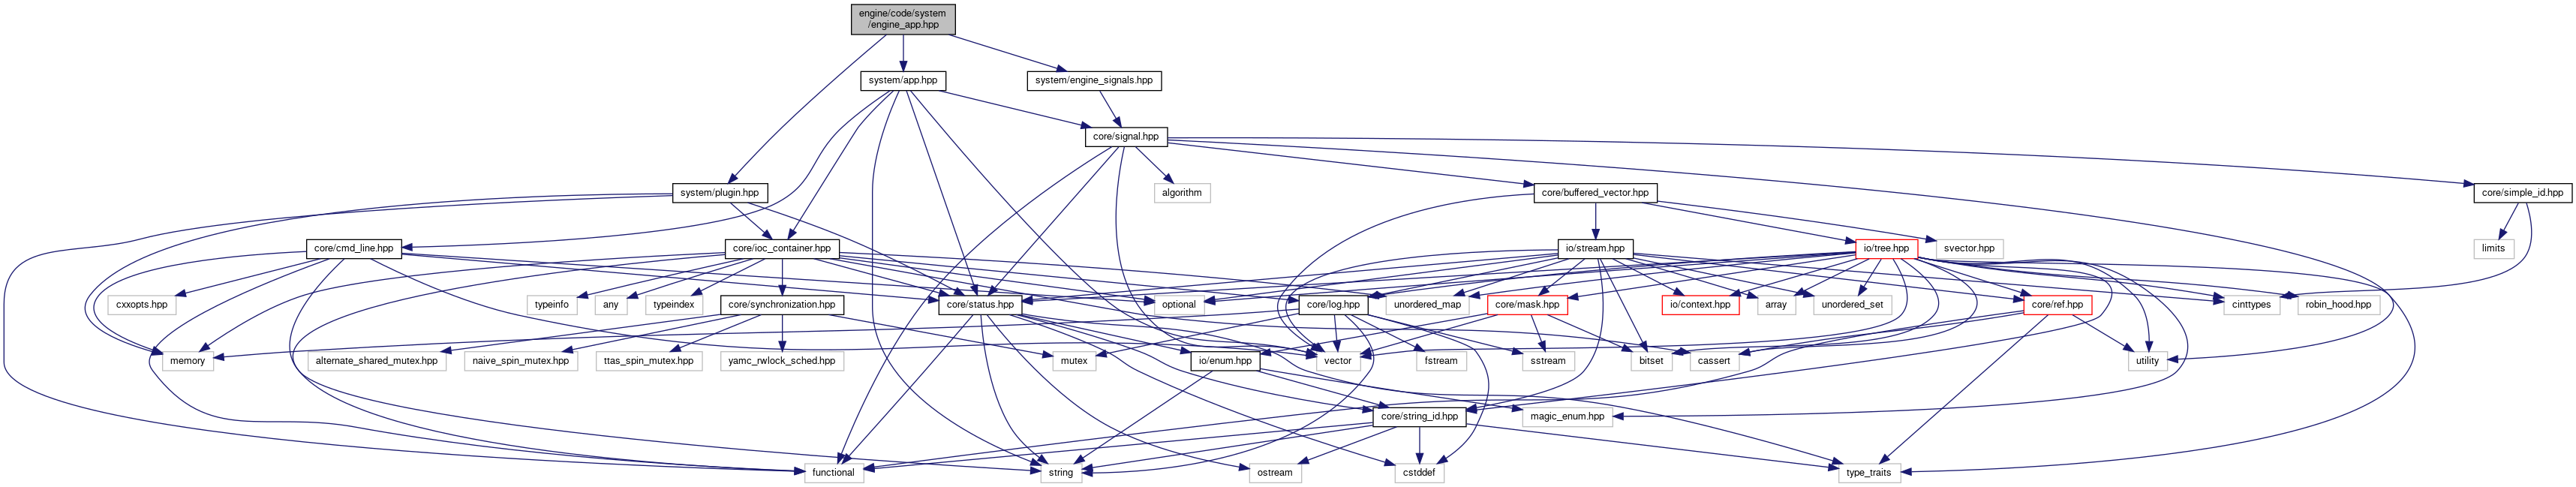 engine/code/system
/engine_app.hpp
system/app.hpp
system/engine_signals.hpp
core/signal.hpp
system/plugin.hpp
algorithm
core/buffered_vector.hpp
core/simple_id.hpp
core/cmd_line.hpp
core/ioc_container.hpp
io/stream.hpp
io/tree.hpp
svector.hpp
limits
cxxopts.hpp
typeinfo
any
typeindex
core/synchronization.hpp
core/status.hpp
optional
core/log.hpp
unordered_map
core/mask.hpp
io/context.hpp
array
unordered_set
core/ref.hpp
cinttypes
robin_hood.hpp
memory
alternate_shared_mutex.hpp
naive_spin_mutex.hpp
ttas_spin_mutex.hpp
yamc_rwlock_sched.hpp
mutex
io/enum.hpp
vector
fstream
sstream
bitset
cassert
utility
core/string_id.hpp
magic_enum.hpp
functional
string
ostream
cstddef
type_traits